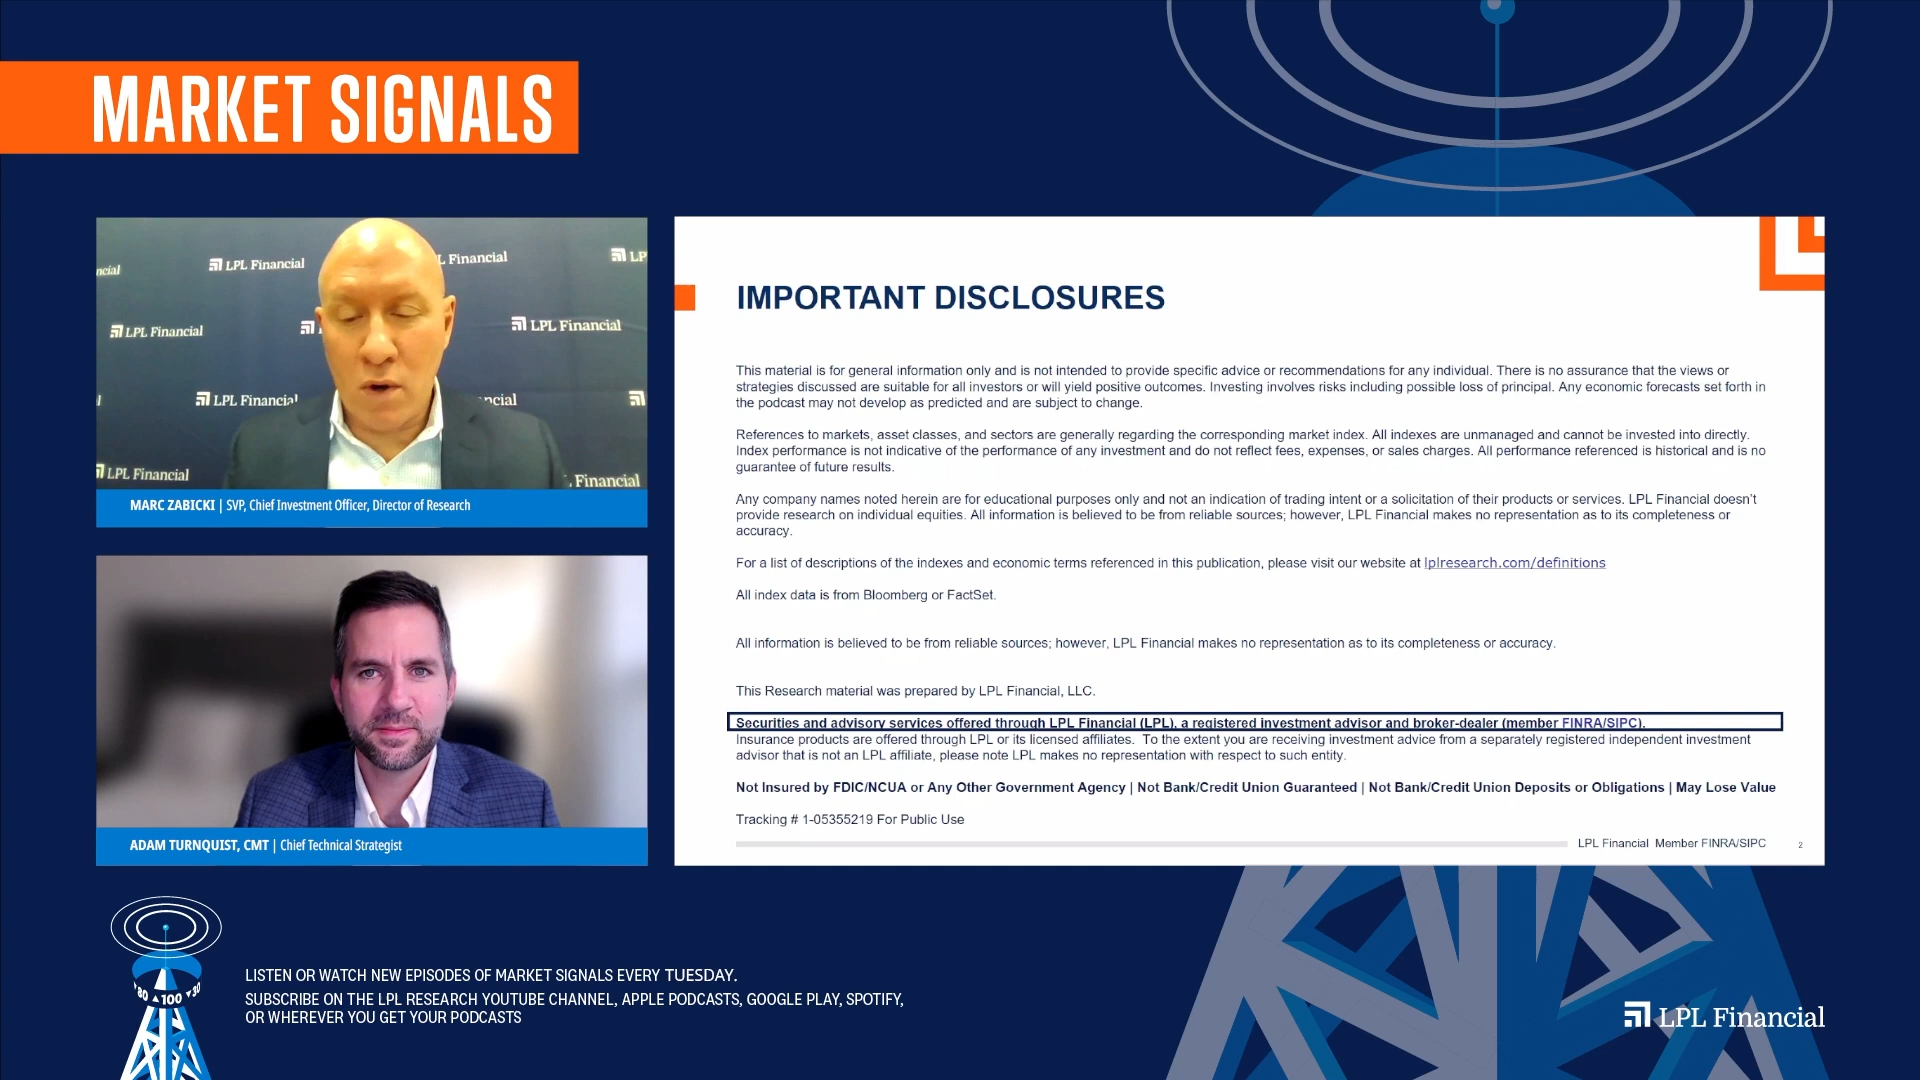 MARKET SIGNALS
LPL Financial
LPL Financial
LPL Financial
LPL Financial
LPL Financial
LPL Financial
Financial
MARC ZABICKI | SVP, Chief Investment Officer, Director of Research
ADAM TURNQUIST, CMT | Chief Technical Strategist
IMPORTANT DISCLOSURES
This material is for general information only and is not intended to provide specific advice or recommendations for any individual. There is no assurance that the views or
strategies discussed are suitable for all investors or will yield positive outcomes. Investing involves risks including possible loss of principal. Any economic forecasts set forth in
the podcast may not develop as predicted and are subject to change.
References to markets, asset classes, and sectors are generally regarding the corresponding market index. All indexes are unmanaged and cannot be invested into directly.
Index performance is not indicative of the performance of any investment and do not reflect fees, expenses, or sales charges. All performance referenced is historical and is no
guarantee of future results.
Any company names noted herein are for educational purposes only and not an indication of trading intent or a solicitation of their products or services. LPL Financial doesn't
provide research on individual equities. All information is believed to be from reliable sources; however, LPL Financial makes no representation as to its completeness or
accuracy.
For a list of descriptions of the indexes and economic terms referenced in this publication, please visit our website at lplresearch.com/definitions
All index data is from Bloomberg or FactSet.
All information is believed to be from reliable sources; however, LPL Financial makes no representation as to its completeness or accuracy.
This Research material was prepared by LPL Financial, LLC.
Securities and advisory services offered through LPL Financial (LPL), a registered investment advisor and broker-dealer (member FINRA/SIPC).
Insurance products are offered through LPL or its licensed affiliates. To the extent you are receiving investment advice from a separately registered independent investment
advisor that is not an LPL affiliate, please note LPL makes no representation with respect to such entity.
Not Insured by FDIC/NCUA or Any Other Government Agency | Not Bank/Credit Union Guaranteed | Not Bank/Credit Union Deposits or Obligations | May Lose Value
Tracking # 1-05355219 For Public Use
LPL Financial Member FINRA/SIPC 2
80 ▲ 100 ▼ 30
LISTEN OR WATCH NEW EPISODES OF MARKET SIGNALS EVERY TUESDAY.
SUBSCRIBE ON THE LPL RESEARCH YOUTUBE CHANNEL, APPLE PODCASTS, GOOGLE PLAY, SPOTIFY,
OR WHEREVER YOU GET YOUR PODCASTS
LPL Financial